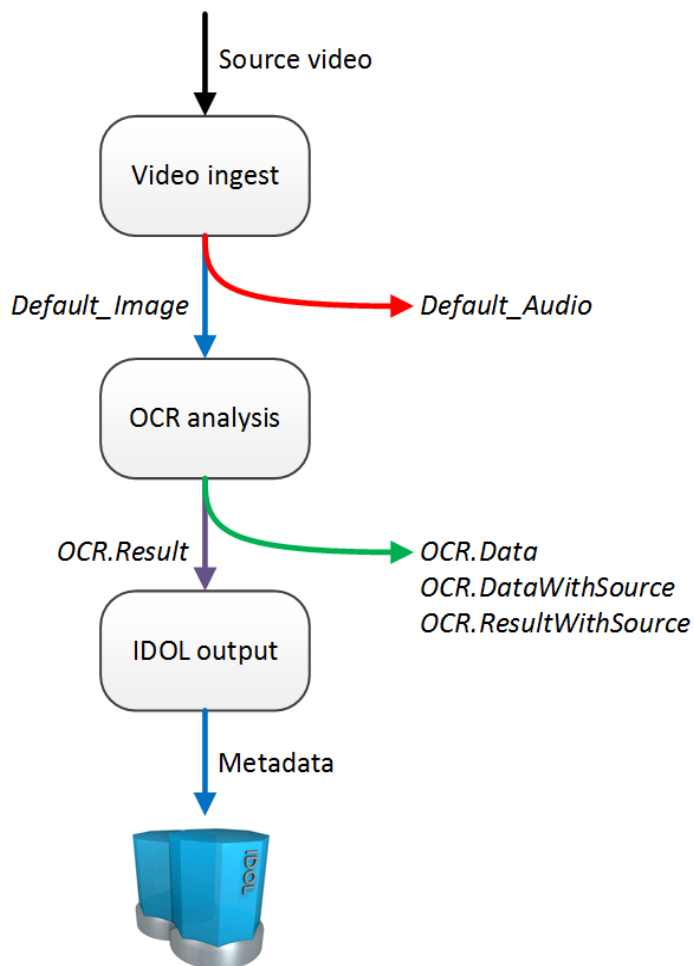 Source video
Video ingest
Default_Image
Default_Audio
OCR analysis
OCR.Result
OCR.Data
OCR.DataWithSource
OCR.ResultWithSource
IDOL output
Metadata
IDOL